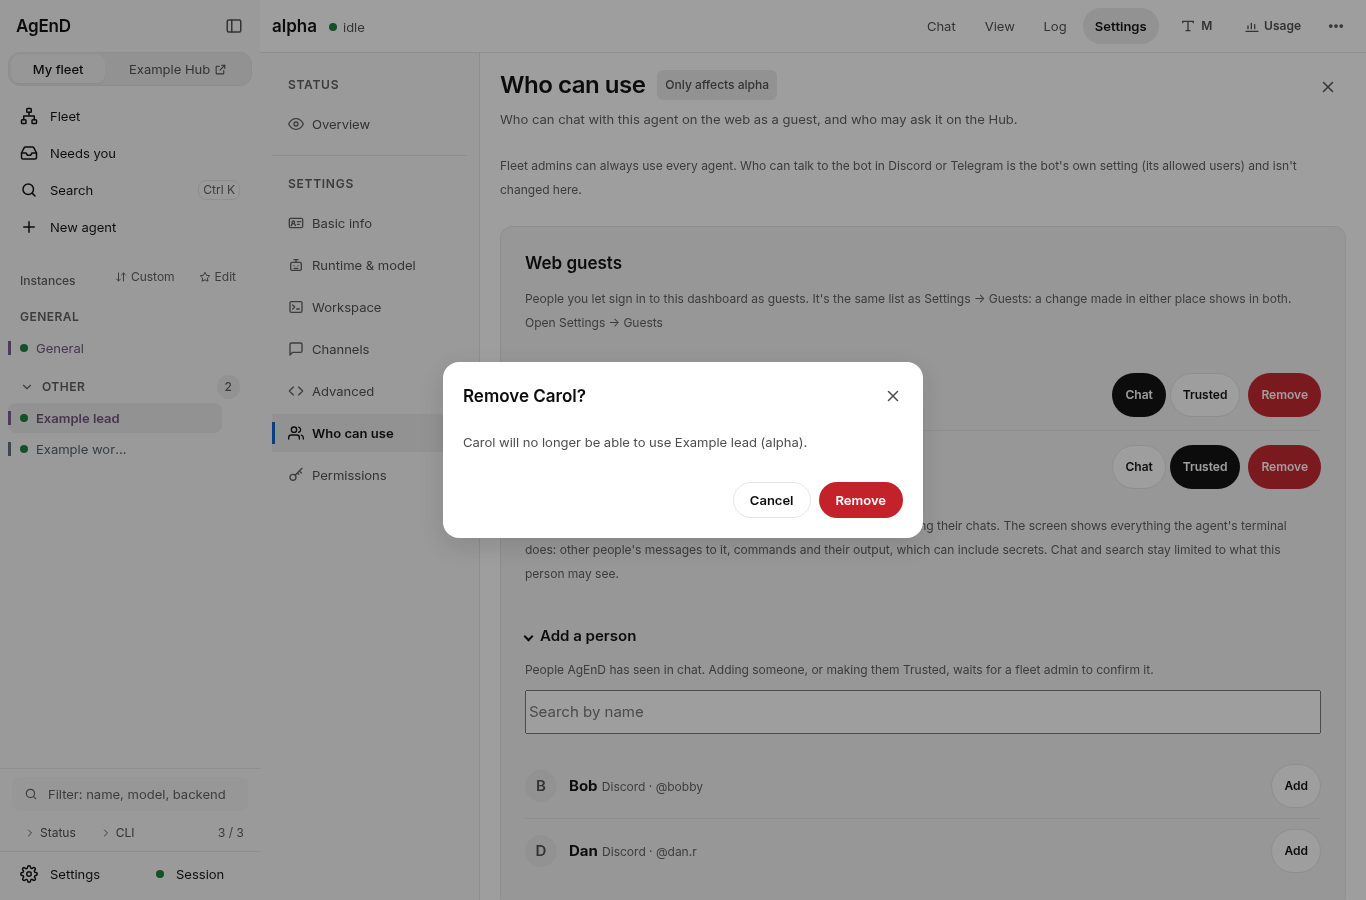 AgEnD
My fleet
Example Hub
Fleet
Needs you
Search
Ctrl K
New agent
Instances
Custom
Edit
GENERAL
General
OTHER
2
Example lead
Example wor...
Filter: name, model, backend
Status
CLI
3 / 3
Settings
Session
alpha
idle
Chat
View
Log
Settings
M
Usage
STATUS
Overview
SETTINGS
Basic info
Runtime & model
Workspace
Channels
Advanced
Who can use
Permissions
Who can use
Only affects alpha
Who can chat with this agent on the web as a guest, and who may ask it on the Hub.
Fleet admins can always use every agent. Who can talk to the bot in Discord or Telegram is the bot's own setting (its allowed users) and isn't
changed here.
Web guests
People you let sign in to this dashboard as guests. It's the same list as Settings → Guests: a change made in either place shows in both.
Open Settings → Guests
Chat
Trusted
Remove
Chat
Trusted
Remove
Remove Carol?
Carol will no longer be able to use Example lead (alpha).
Cancel
Remove
their chats. The screen shows everything the agent's terminal
does: other people's messages to it, commands and their output, which can include secrets. Chat and search stay limited to what this
person may see.
Add a person
People AgEnD has seen in chat. Adding someone, or making them Trusted, waits for a fleet admin to confirm it.
Search by name
B
Bob Discord · @bobby
Add
D
Dan Discord · @dan.r
Add